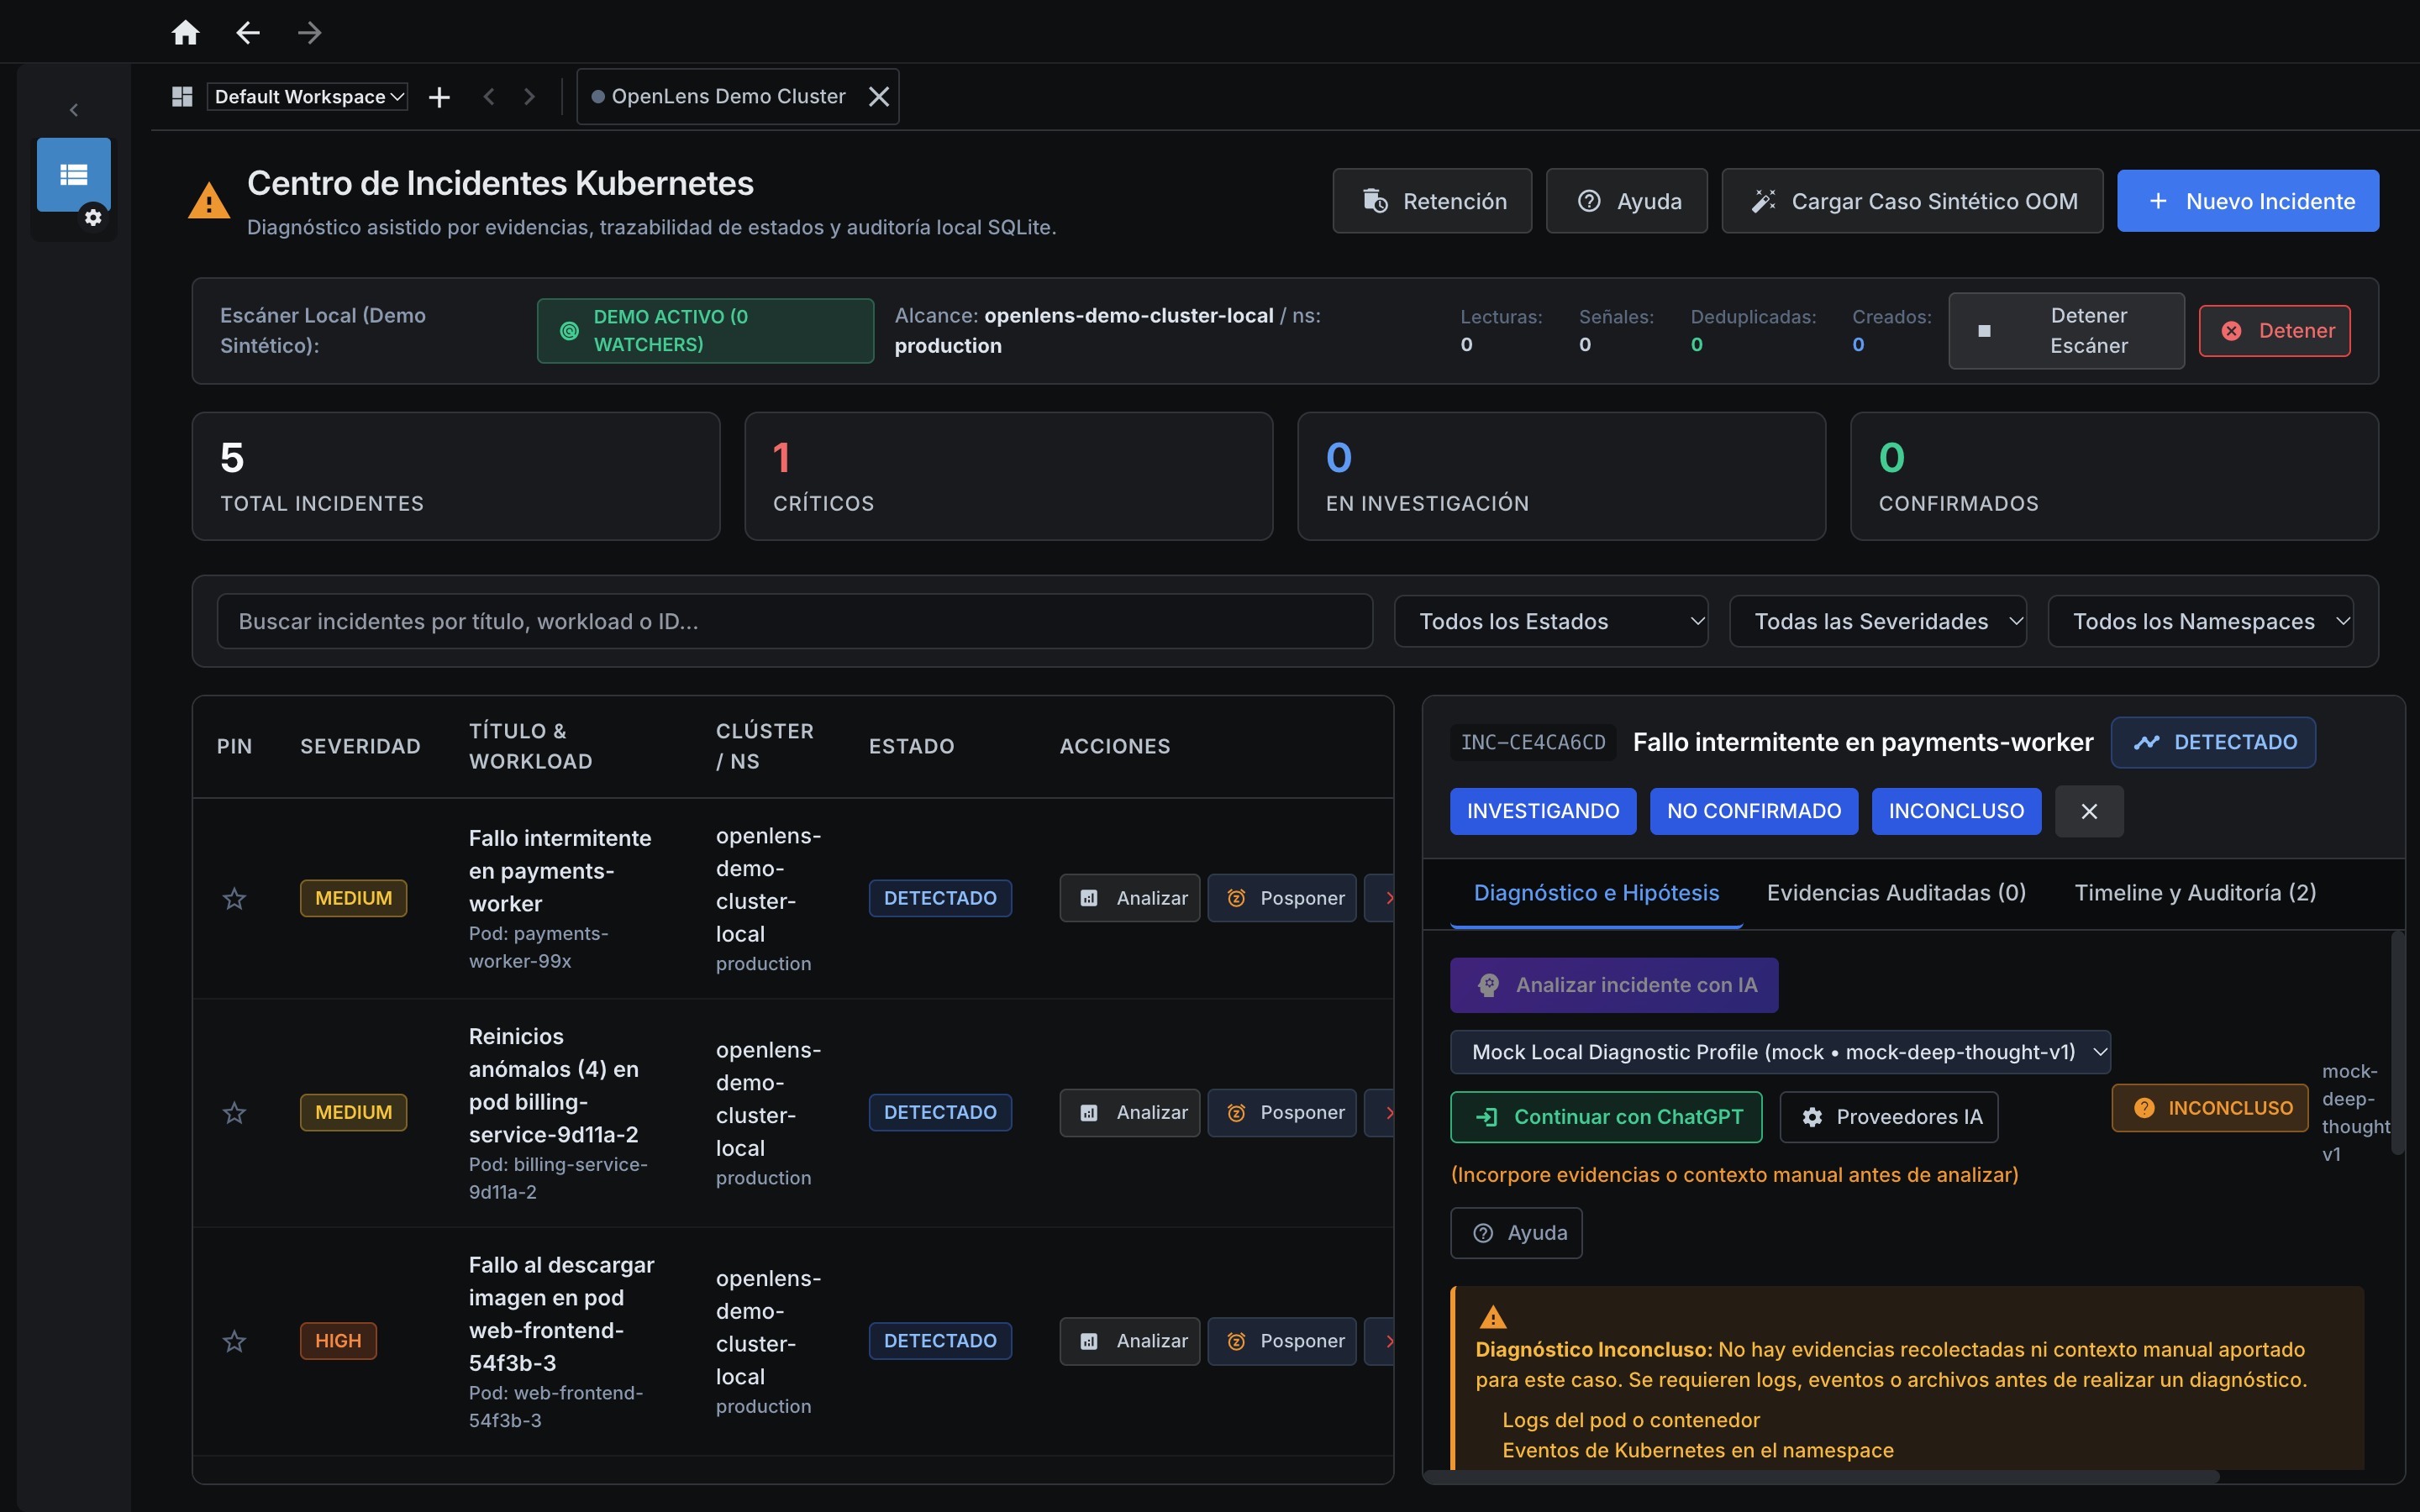 Default Workspace
OpenLens Demo Cluster
Centro de Incidentes Kubernetes
Diagnóstico asistido por evidencias, trazabilidad de estados y auditoría local SQLite.
Retención
Ayuda
Cargar Caso Sintético OOM
Nuevo Incidente
Escáner Local (Demo
Sintético):
DEMO ACTIVO (0
WATCHERS)
Alcance: openlens-demo-cluster-local / ns:
production
Lecturas:
0
Señales:
0
Deduplicadas:
0
Creados:
0
Detener
Escáner
Detener
5
TOTAL INCIDENTES
1
CRÍTICOS
0
EN INVESTIGACIÓN
0
CONFIRMADOS
Buscar incidentes por título, workload o ID...
Todos los Estados
Todas las Severidades
Todos los Namespaces
PIN
SEVERIDAD
TÍTULO &
WORKLOAD
CLÚSTER
/ NS
ESTADO
ACCIONES
MEDIUM
Fallo intermitente
en payments-
worker
Pod: payments-
worker-99x
openlens-
demo-
cluster-
local
production
DETECTADO
Analizar
Posponer
MEDIUM
Reinicios
anómalos (4) en
pod billing-
service-9d11a-2
Pod: billing-service-
9d11a-2
openlens-
demo-
cluster-
local
production
DETECTADO
Analizar
Posponer
HIGH
Fallo al descargar
imagen en pod
web-frontend-
54f3b-3
Pod: web-frontend-
54f3b-3
openlens-
demo-
cluster-
local
production
DETECTADO
Analizar
Posponer
INC-CE4CA6CD
Fallo intermitente en payments-worker
DETECTADO
INVESTIGANDO
NO CONFIRMADO
INCONCLUSO
Diagnóstico e Hipótesis
Evidencias Auditadas (0)
Timeline y Auditoría (2)
Analizar incidente con IA
Mock Local Diagnostic Profile (mock • mock-deep-thought-v1)
Continuar con ChatGPT
Proveedores IA
INCONCLUSO
mock-
deep-
thought
v1
(Incorpore evidencias o contexto manual antes de analizar)
Ayuda
Diagnóstico Inconcluso: No hay evidencias recolectadas ni contexto manual aportado
para este caso. Se requieren logs, eventos o archivos antes de realizar un diagnóstico.
Logs del pod o contenedor
Eventos de Kubernetes en el namespace